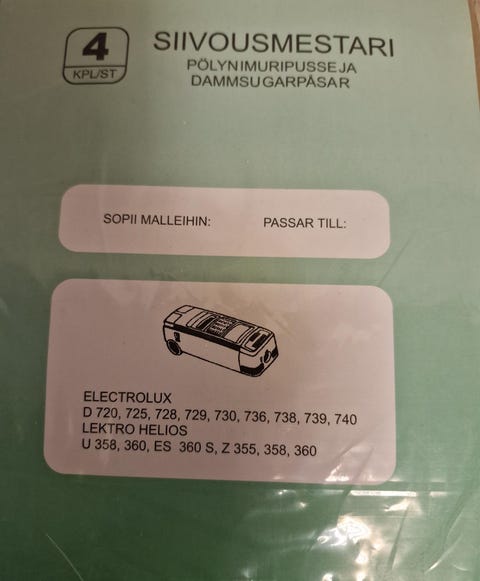 4
KPL/ST
SIIVOUSMESTARI
PÖLYNIMURIPUSSEJA
DAMMSUGARPÅSAR
SOPII MALLEIHIN: PASSAR TILL:
ELECTROLUX
D 720, 725, 728, 729, 730, 736, 738, 739, 740
LEKTRO HELIOS
U 358, 360, ES 360 S, Z 355, 358, 360